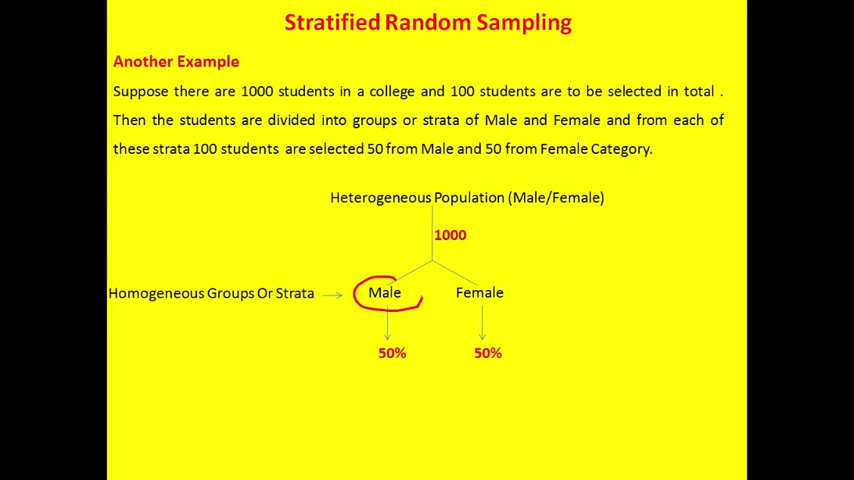 Stratified Random Sampling
Another Example
Suppose there are 1000 students in a college and 100 students are to be selected in total .
Then the students are divided into groups or strata of Male and Female and from each of
these strata 100 students are selected 50 from Male and 50 from Female Category.
Heterogeneous Population (Male/Female)
1000
Homogeneous Groups Or Strata Male Female
50% 50%